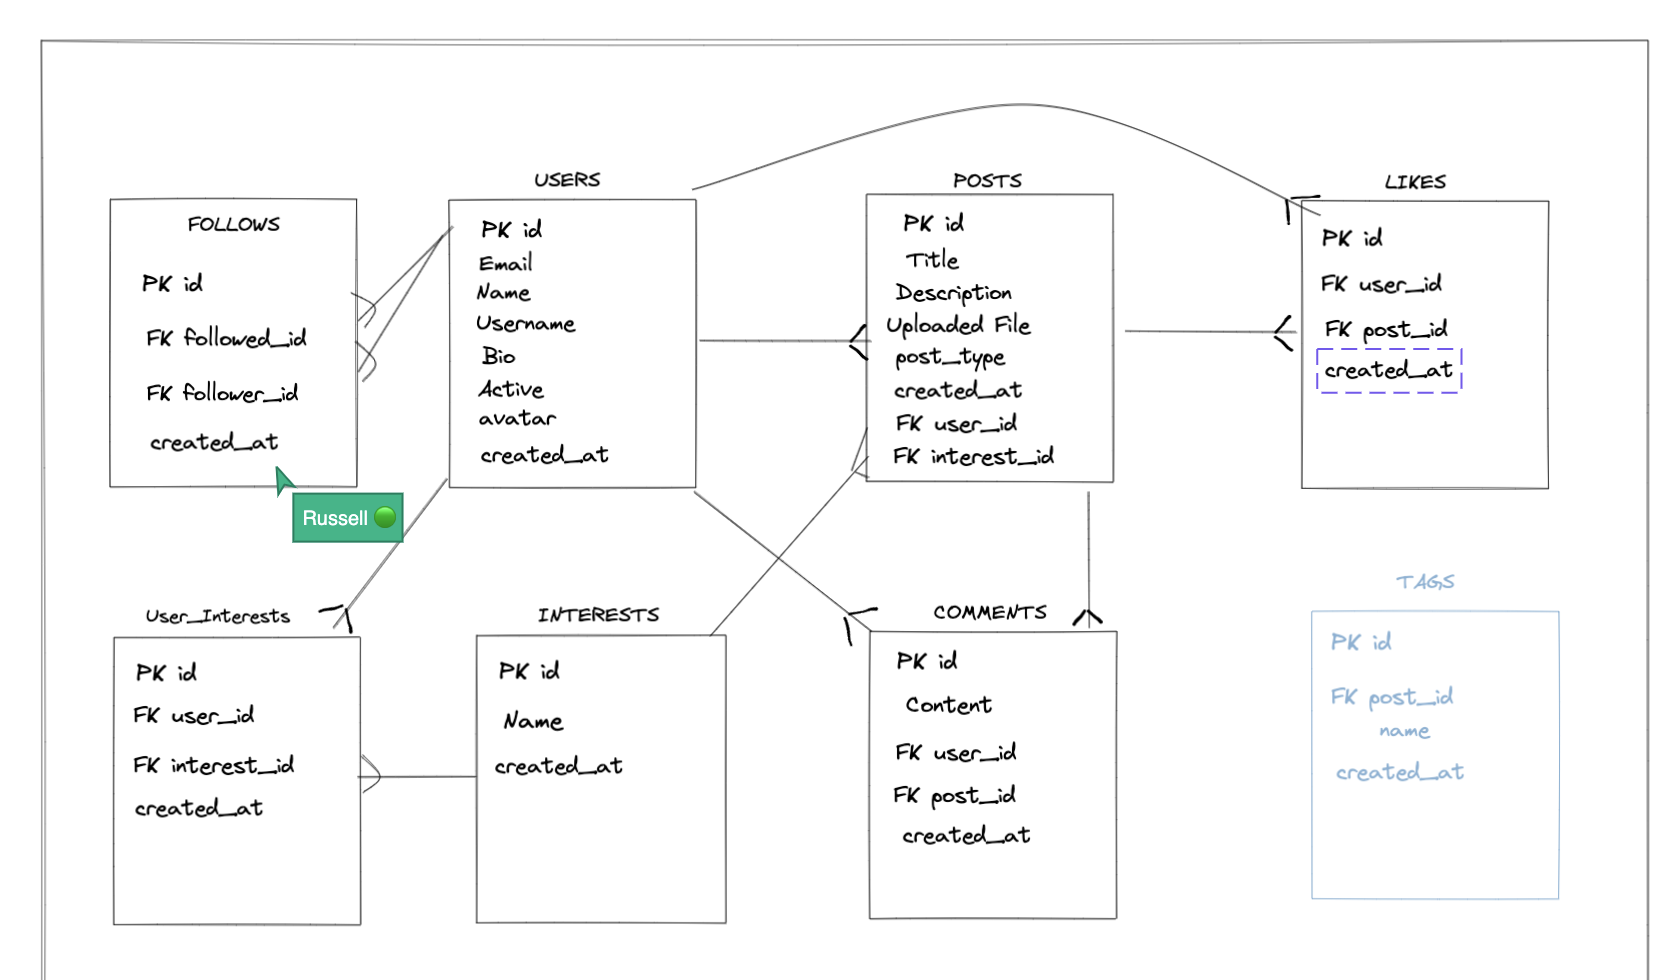 FOLLOWS
PK id
FK followed_id
FK follower_id
created_at
Russell
USERS
PK id
Email
Name
Username
Bio
Active
avatar
created_at
POSTS
PK id
Title
Description
Uploaded File
post_type
created_at
FK user_id
FK interest_id
LIKES
PK id
FK user_id
FK post_id
created_at
User_Interests
PK id
FK user_id
FK interest_id
created_at
INTERESTS
PK id
Name
created_at
COMMENTS
PK id
Content
FK user_id
FK post_id
created_at
TAGS
PK id
FK post_id
name
created_at